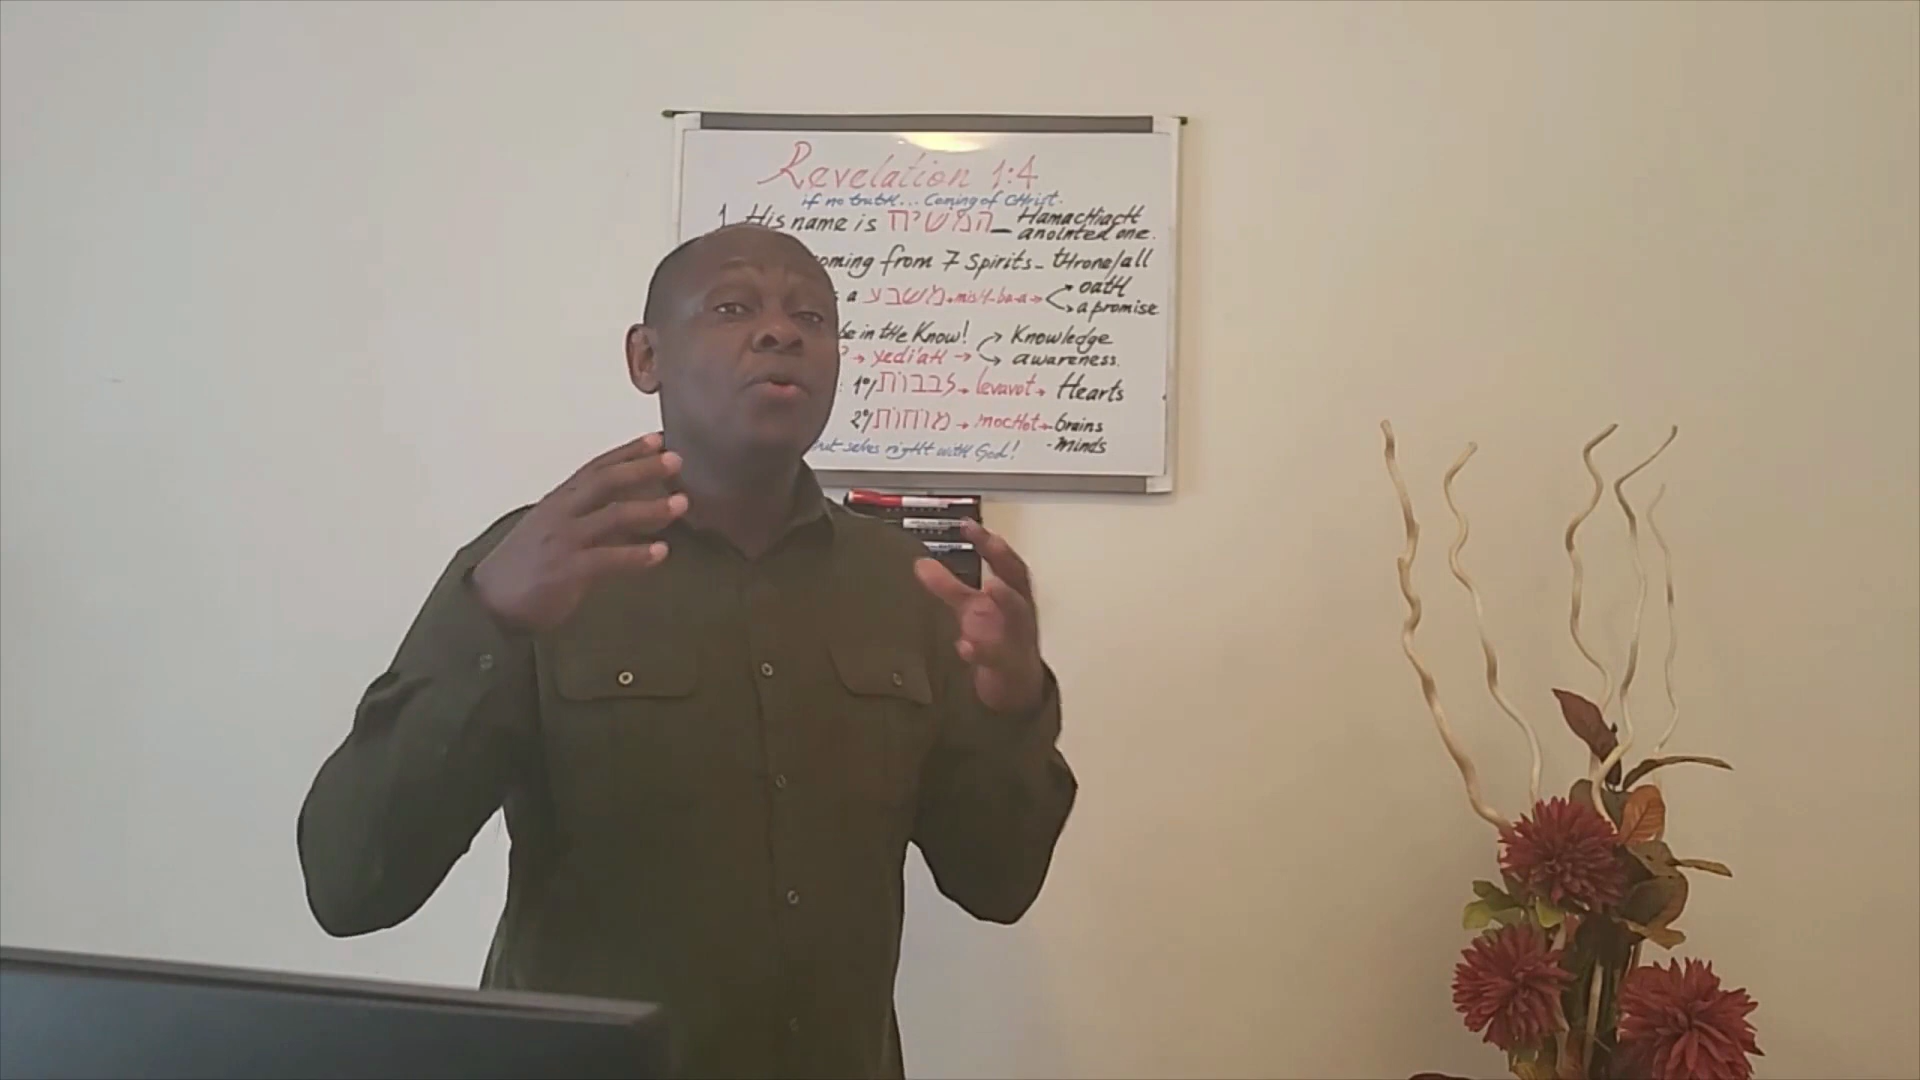 Revelation 1:4
if no truth... Coming of CHrist.
1 His name is המשיח - HamacHiacH
anointed one.
coming from 7 Spirits - tHrone/all
a משבע → misH-ba-a → oatH
→ a promise
be in tHe Know! → Knowledge
→ yedi'aH → awareness.
: 1°/ לבבות → levavot → Hearts
2°/ מוחות → mocHot → brains
- minds
selves rigHt witH God!